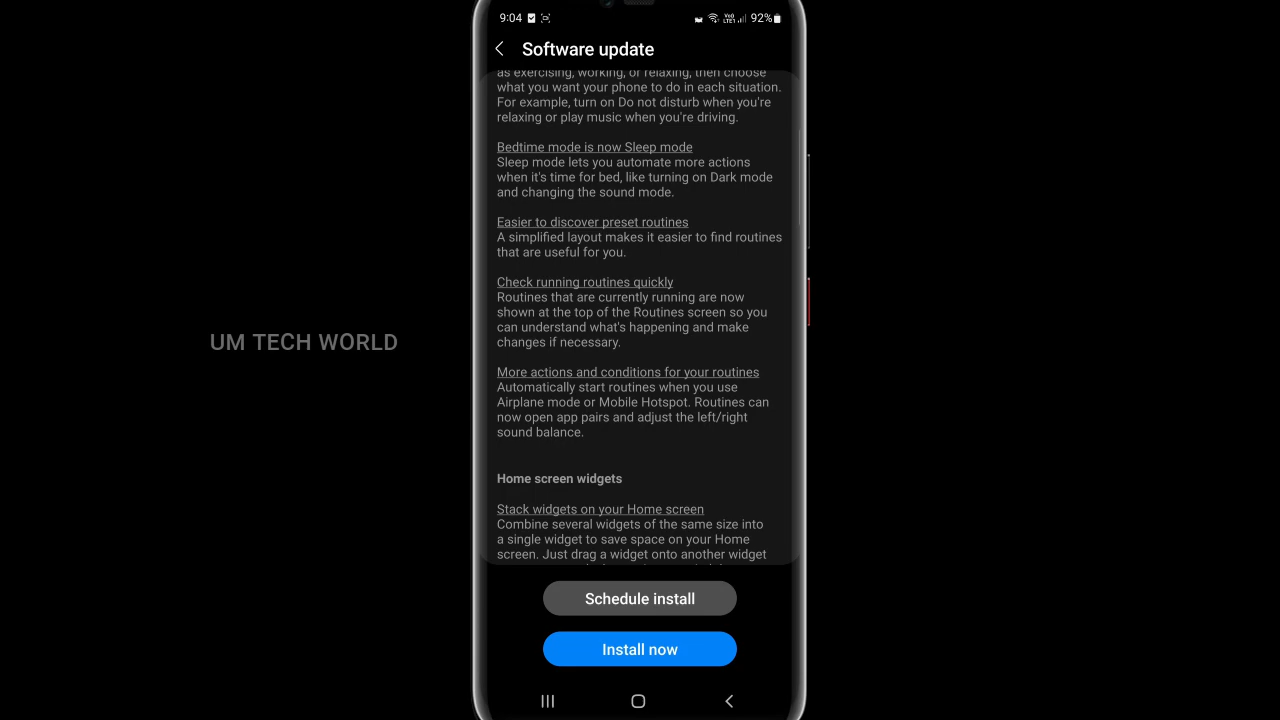 9:04
Vo) LTE1
92%
Software update
as exercising, working, or relaxing, then choose
what you want your phone to do in each situation.
For example, turn on Do not disturb when you're
relaxing or play music when you're driving.
Bedtime mode is now Sleep mode
Sleep mode lets you automate more actions
when it's time for bed, like turning on Dark mode
and changing the sound mode.
Easier to discover preset routines
A simplified layout makes it easier to find routines
that are useful for you.
Check running routines quickly
Routines that are currently running are now
shown at the top of the Routines screen so you
can understand what's happening and make
changes if necessary.
UM TECH WORLD
More actions and conditions for your routines
Automatically start routines when you use
Airplane mode or Mobile Hotspot. Routines can
now open app pairs and adjust the left/right
sound balance.
Home screen widgets
Stack widgets on your Home screen
Combine several widgets of the same size into
a single widget to save space on your Home
screen. Just drag a widget onto another widget
Schedule install
Install now